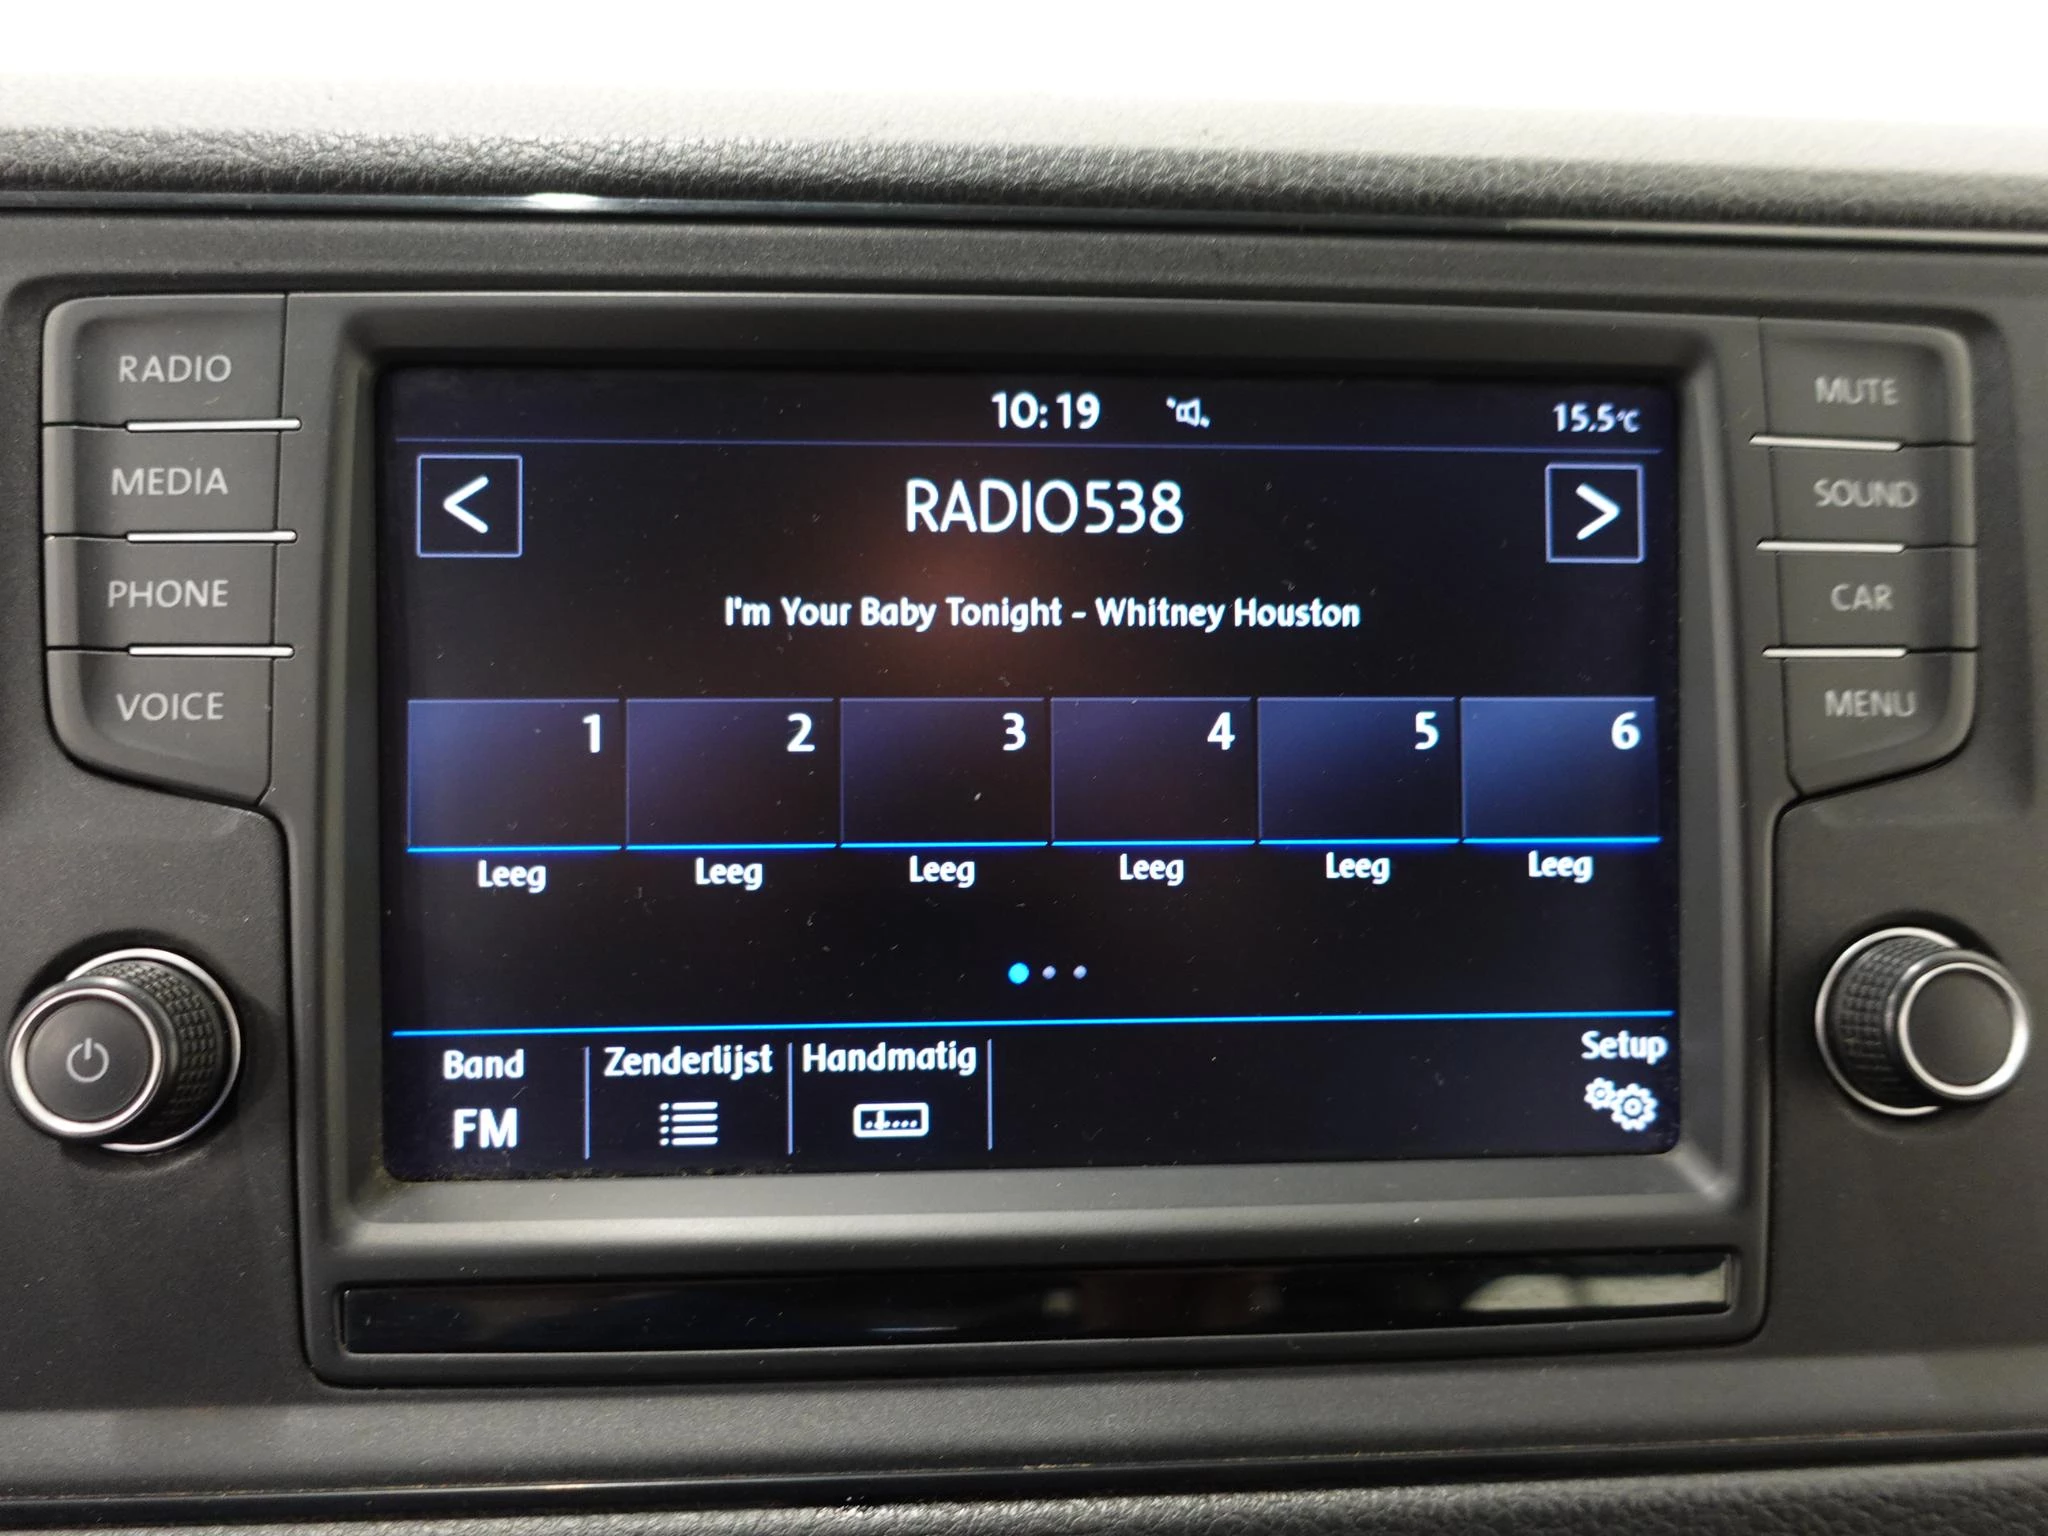 RADIO
MEDIA
PHONE
VOICE
10:19
15.5°C
RADIO538
I'm Your Baby Tonight - Whitney Houston
1 2 3 4 5 6
Leeg Leeg Leeg Leeg Leeg Leeg
Band Zenderlijst Handmatig Setup
FM
MUTE
SOUND
CAR
MENU